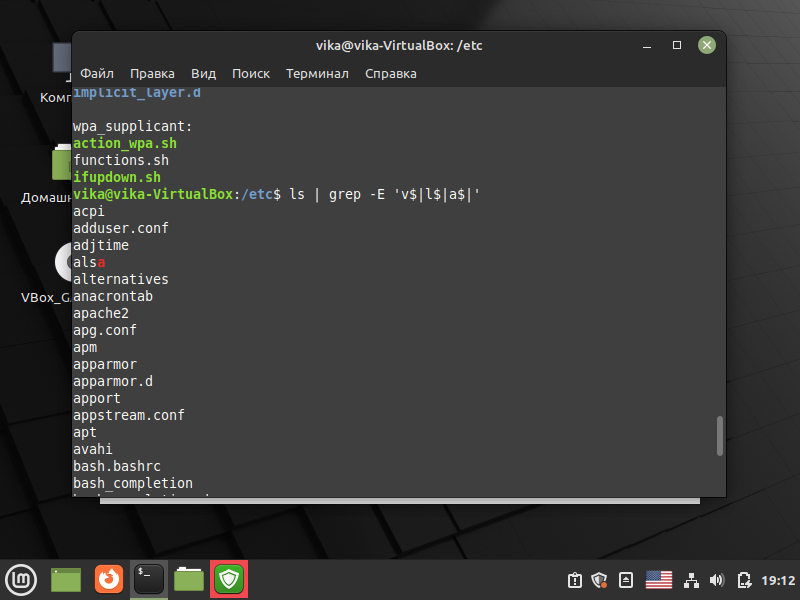 vika@vika-VirtualBox: /etc
Файл Правка Вид Поиск Терминал Справка
implicit_layer.d
wpa_supplicant:
action_wpa.sh
functions.sh
ifupdown.sh
vika@vika-VirtualBox:/etc$ ls | grep -E 'v$|l$|a$|'
acpi
adduser.conf
adjtime
alsa
alternatives
anacrontab
apache2
apg.conf
apm
apparmor
apparmor.d
apport
appstream.conf
apt
avahi
bash.bashrc
bash_completion
Комп
Домашн
VBox_G
$_
lm
19:12